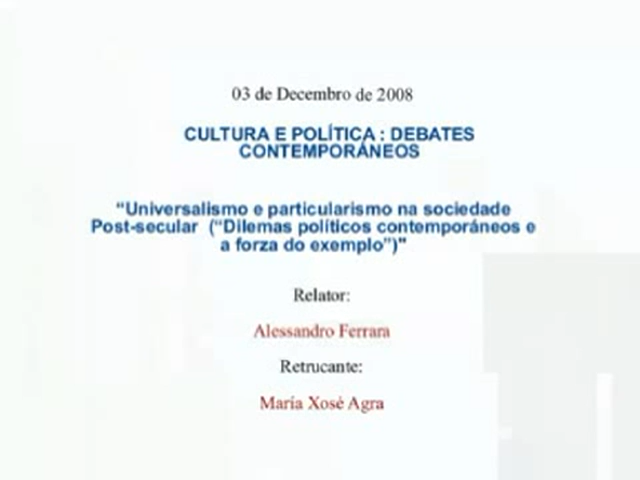 03 de Decembro de 2008
CULTURA E POLÍTICA : DEBATES
CONTEMPORÁNEOS
“Universalismo e particularismo na sociedade
Post-secular (“Dilemas políticos contemporáneos e
a forza do exemplo”)"
Relator:
Alessandro Ferrara
Retrucante:
María Xosé Agra